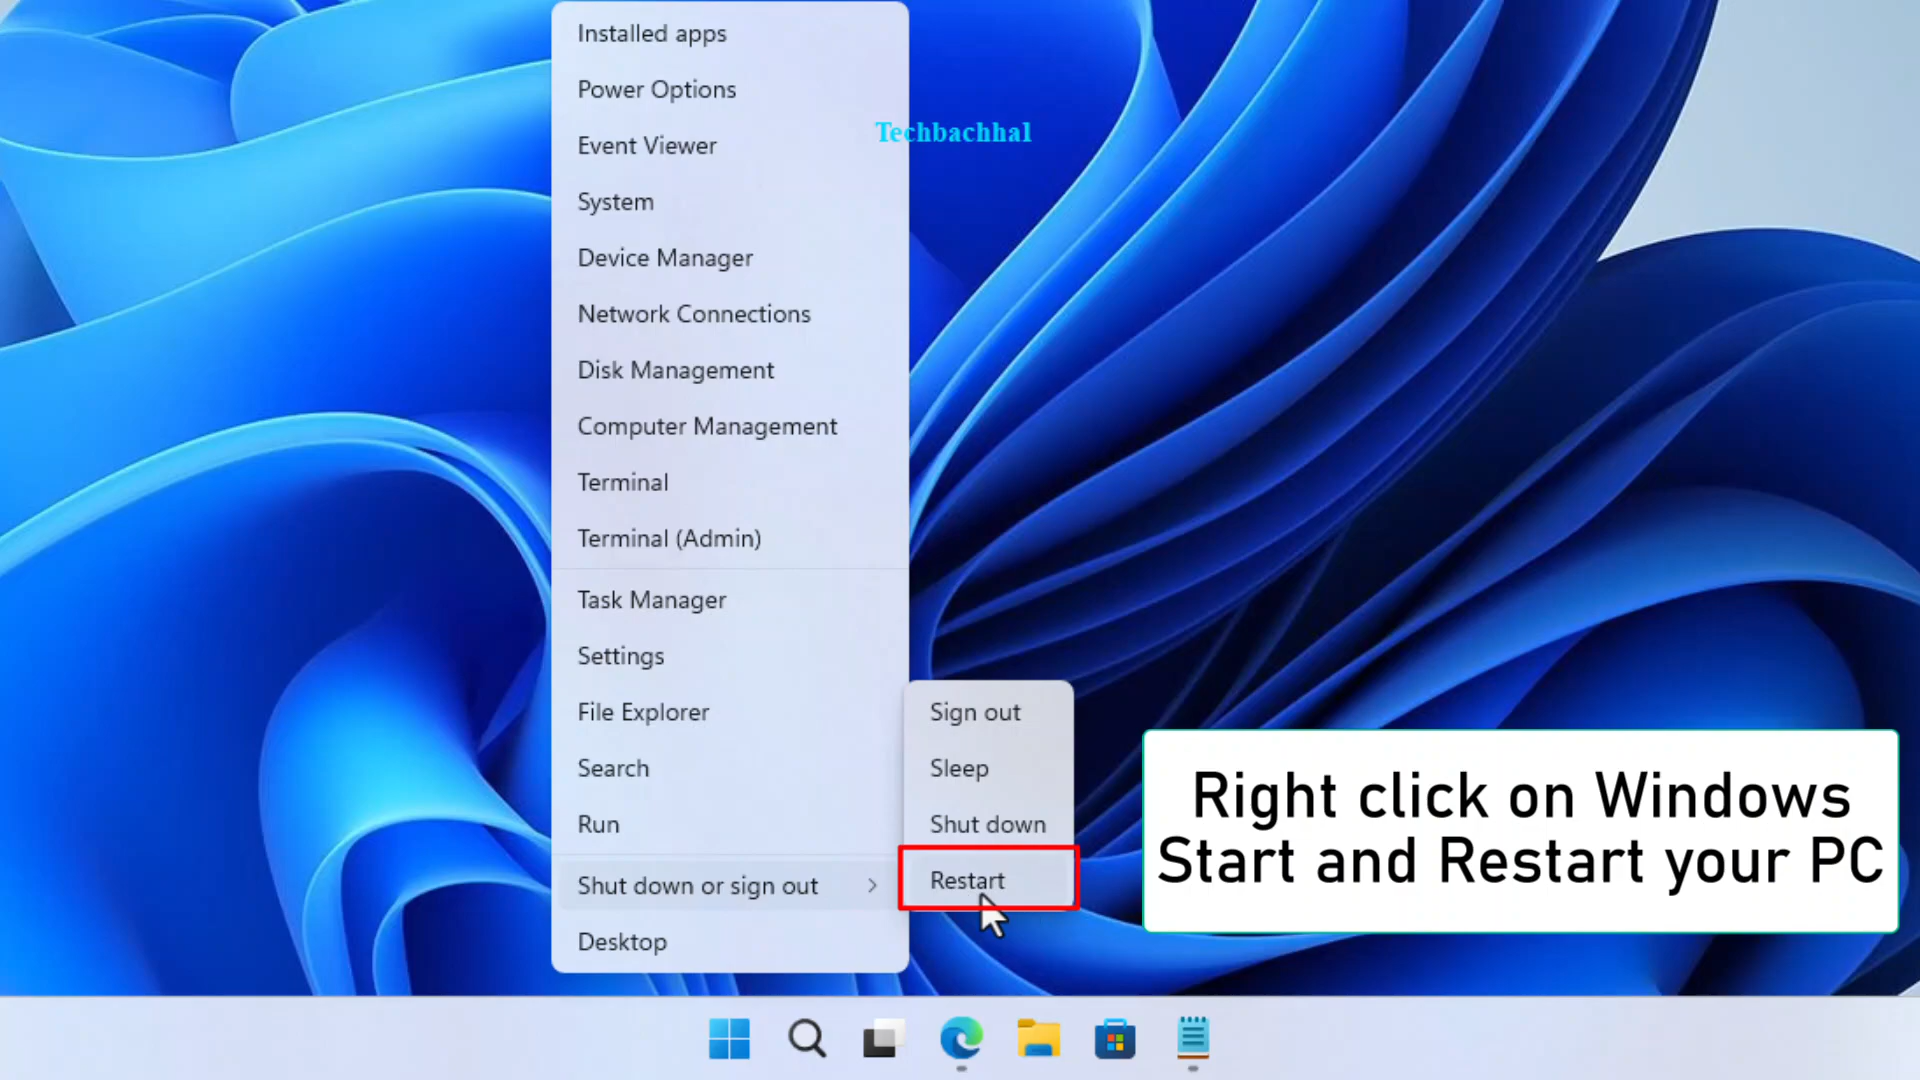 Installed apps
Power Options
Techbachhal
Event Viewer
System
Device Manager
Network Connections
Disk Management
Computer Management
Terminal
Terminal (Admin)
Task Manager
Settings
File Explorer
Search
Run
Shut down or sign out
Desktop
Sign out
Sleep
Shut down
Restart
Right click on Windows
Start and Restart your PC